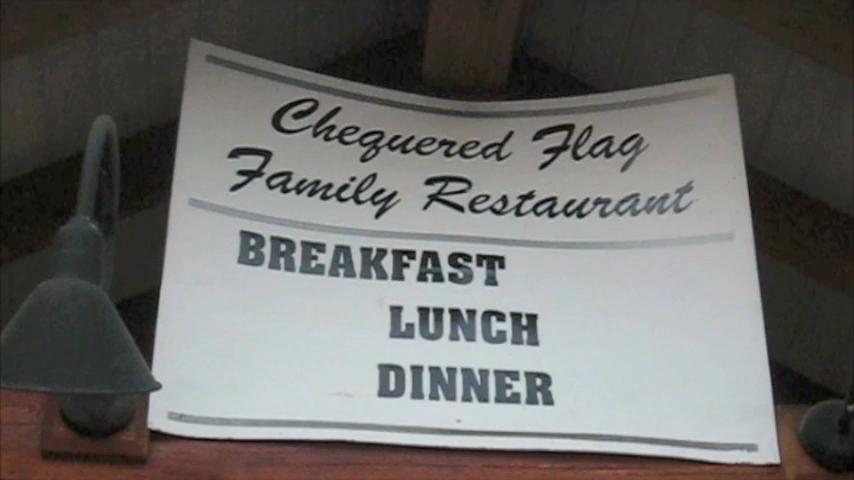 Chequered Flag
Family Restaurant
BREAKFAST
LUNCH
DINNER